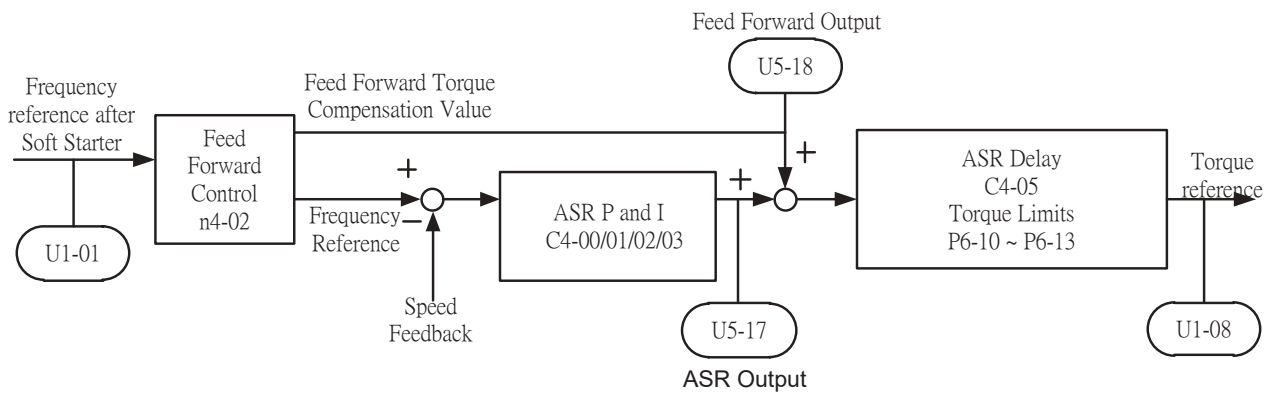 Feed Forward Output
U5-18
Frequency
reference after
Soft Starter
Feed Forward Torque
Compensation Value
Feed
Forward
Control
n4-02
+
+
ASR Delay
C4-05
Torque Limits
P6-10 ~ P6-13
Torque
reference
+
−
Frequency
Reference
ASR P and I
C4-00/01/02/03
U1-01
Speed
Feedback
U5-17
ASR Output
U1-08